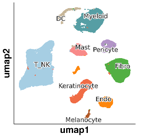 DC
Myeloid
T_NK
Mast
Pericyte
Fibro
Keratinocyte
Endo
Melanocyte
umap2
umap1